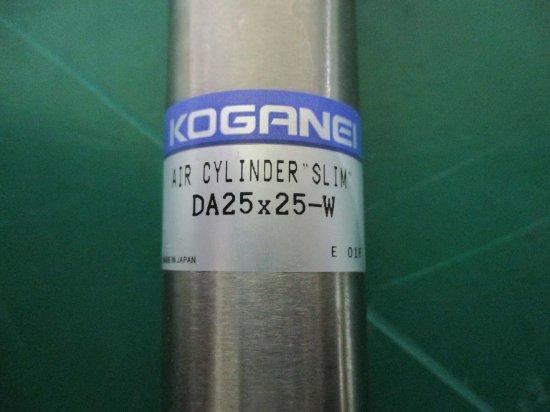 KOGANEI
AIR CYLINDER "SLIM"
DA25x25-W
MADE IN JAPAN
E 01F